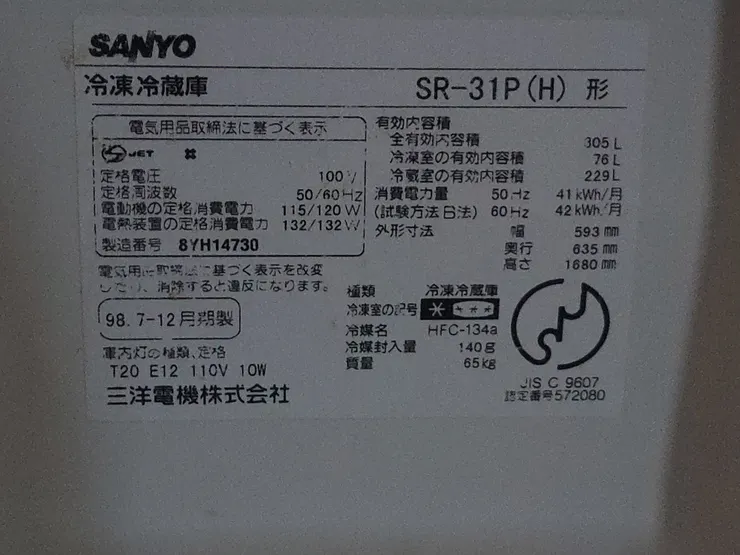 SANYO
冷凍冷蔵庫 SR-31P(H) 形
電気用品取締法に基づく表示
JET
定格電圧 100V
定格周波数 50/60Hz
電動機の定格消費電力 115/120W
電熱装置の定格消費電力 132/132W
製造番号 8YH14730
電気用品取締法に基づく表示を改変
したり、消除すると違反になります。
98.7-12月期製
庫内灯の種類、定格
T20 E12 110V 10W
三洋電機株式会社
有効内容積
全有効内容積 305L
冷凍室の有効内容積 76L
冷蔵室の有効内容積 229L
消費電力量 50Hz 41kWh/月
(試験方法B法) 60Hz 42kWh/月
外形寸法 幅 593mm
奥行 635mm
高さ 1680mm
種類 冷凍冷蔵庫
冷凍室の記号
冷媒名 HFC-134a
冷媒封入量 140g
質量 65kg
JIS C 9607
認定番号572080